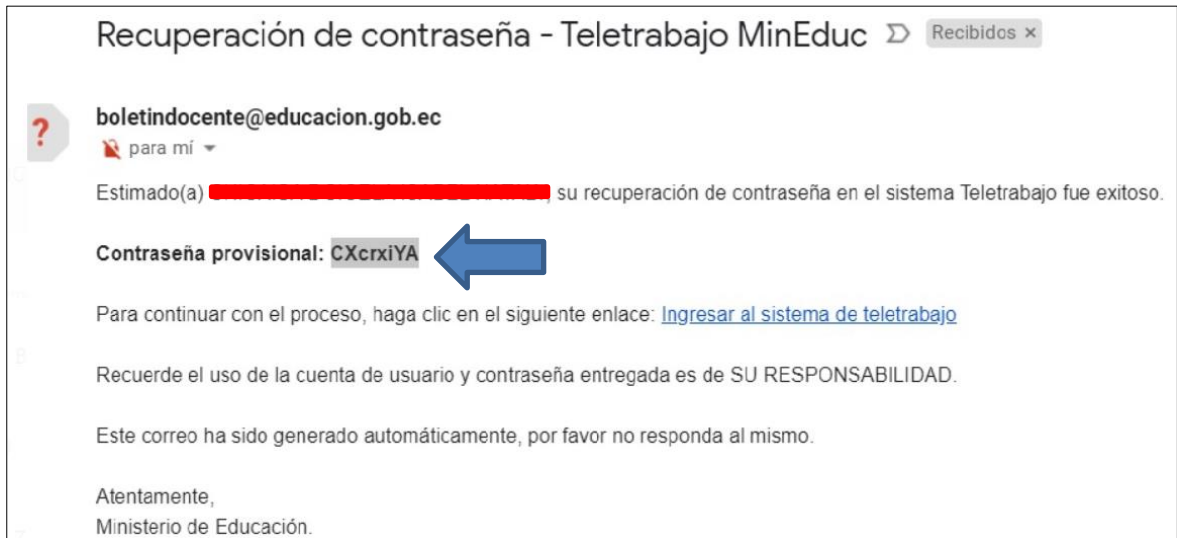 Recuperación de contraseña - Teletrabajo MinEduc Recibidos ×
boletindocente@educacion.gob.ec
?
para mí
Estimado(a) , su recuperación de contraseña en el sistema Teletrabajo fue exitoso.
Contraseña provisional: CXcrxiYA
Para continuar con el proceso, haga clic en el siguiente enlace: Ingresar al sistema de teletrabajo
Recuerde el uso de la cuenta de usuario y contraseña entregada es de SU RESPONSABILIDAD.
Este correo ha sido generado automáticamente, por favor no responda al mismo.
Atentamente,
Ministerio de Educación.